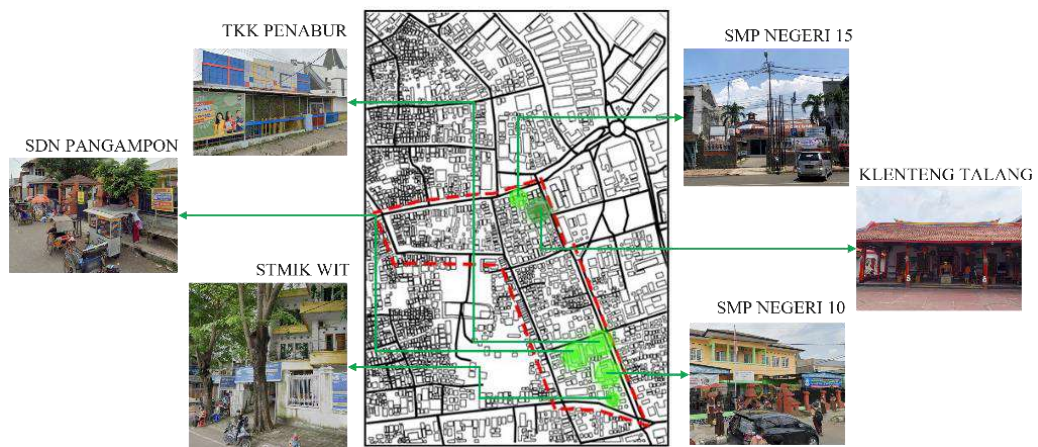 TKK PENABUR
SMP NEGERI 15
SDN PANGAMPON
KLENTENG TALANG
STMIK WIT
SMP NEGERI 10